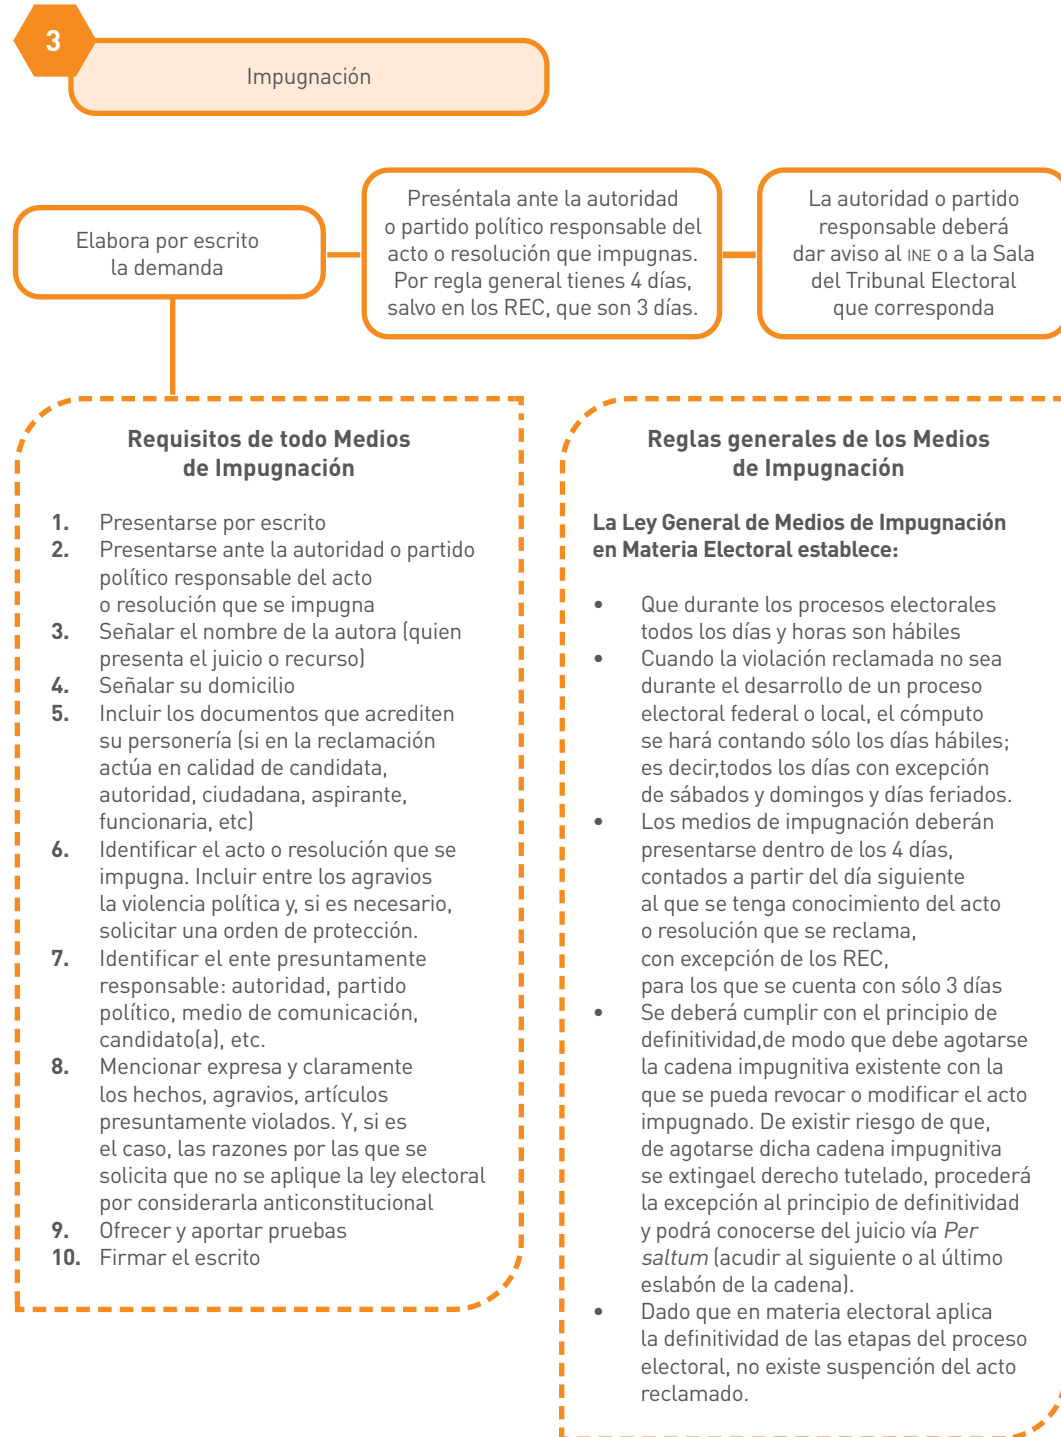 3
Impugnación
Elabora por escrito
la demanda
Preséntala ante la autoridad
o partido político responsable del
acto o resolución que impugnas.
Por regla general tienes 4 días,
salvo en los REC, que son 3 días.
La autoridad o partido
responsable deberá
dar aviso al INE o a la Sala
del Tribunal Electoral
que corresponda
Requisitos de todo Medios
de Impugnación
1. Presentarse por escrito
2. Presentarse ante la autoridad o partido
político responsable del acto
o resolución que se impugna
3. Señalar el nombre de la autora (quien
presenta el juicio o recurso)
4. Señalar su domicilio
5. Incluir los documentos que acrediten
su personería (si en la reclamación
actúa en calidad de candidata,
autoridad, ciudadana, aspirante,
funcionaria, etc)
6. Identificar el acto o resolución que se
impugna. Incluir entre los agravios
la violencia política y, si es necesario,
solicitar una orden de protección.
7. Identificar el ente presuntamente
responsable: autoridad, partido
político, medio de comunicación,
candidato(a), etc.
8. Mencionar expresa y claramente
los hechos, agravios, artículos
presuntamente violados. Y, si es
el caso, las razones por las que se
solicita que no se aplique la ley electoral
por considerarla anticonstitucional
9. Ofrecer y aportar pruebas
10. Firmar el escrito
Reglas generales de los Medios
de Impugnación
La Ley General de Medios de Impugnación
en Materia Electoral establece:
• Que durante los procesos electorales
todos los días y horas son hábiles
• Cuando la violación reclamada no sea
durante el desarrollo de un proceso
electoral federal o local, el cómputo
se hará contando sólo los días hábiles;
es decir,todos los días con excepción
de sábados y domingos y días feriados.
• Los medios de impugnación deberán
presentarse dentro de los 4 días,
contados a partir del día siguiente
al que se tenga conocimiento del acto
o resolución que se reclama,
con excepción de los REC,
para los que se cuenta con sólo 3 días
• Se deberá cumplir con el principio de
definitividad,de modo que debe agotarse
la cadena impugnitiva existente con la
que se pueda revocar o modificar el acto
impugnado. De existir riesgo de que,
de agotarse dicha cadena impugnitiva
se extingael derecho tutelado, procederá
la excepción al principio de definitividad
y podrá conocerse del juicio vía Per
saltum (acudir al siguiente o al último
eslabón de la cadena).
• Dado que en materia electoral aplica
la definitividad de las etapas del proceso
electoral, no existe suspención del acto
reclamado.